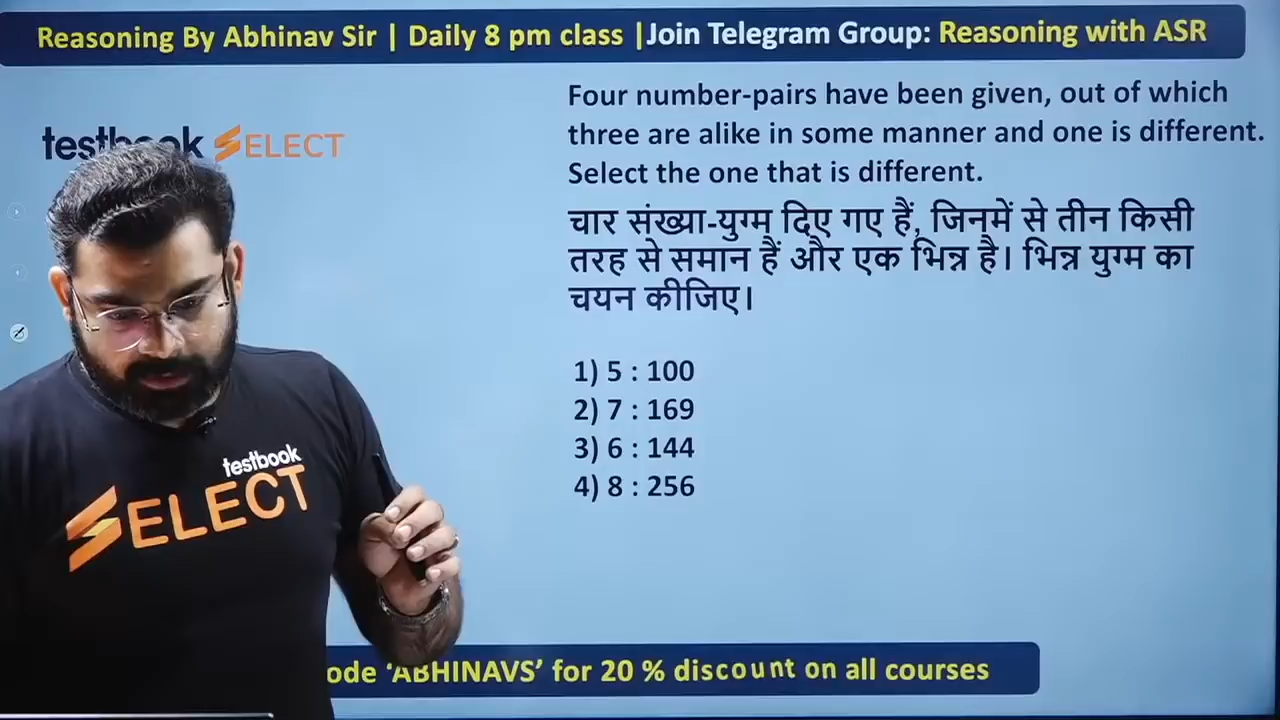 Reasoning By Abhinav Sir | Daily 8 pm class |Join Telegram Group: Reasoning with ASR
testbook SELECT
Four number-pairs have been given, out of which
three are alike in some manner and one is different.
Select the one that is different.
चार संख्या-युग्म दिए गए हैं, जिनमें से तीन किसी
तरह से समान हैं और एक भिन्न है। भिन्न युग्म का
चयन कीजिए।
1) 5 : 100
2) 7 : 169
3) 6 : 144
4) 8 : 256
testbook
SELECT
ode ‘ABHINAVS’ for 20 % discount on all courses